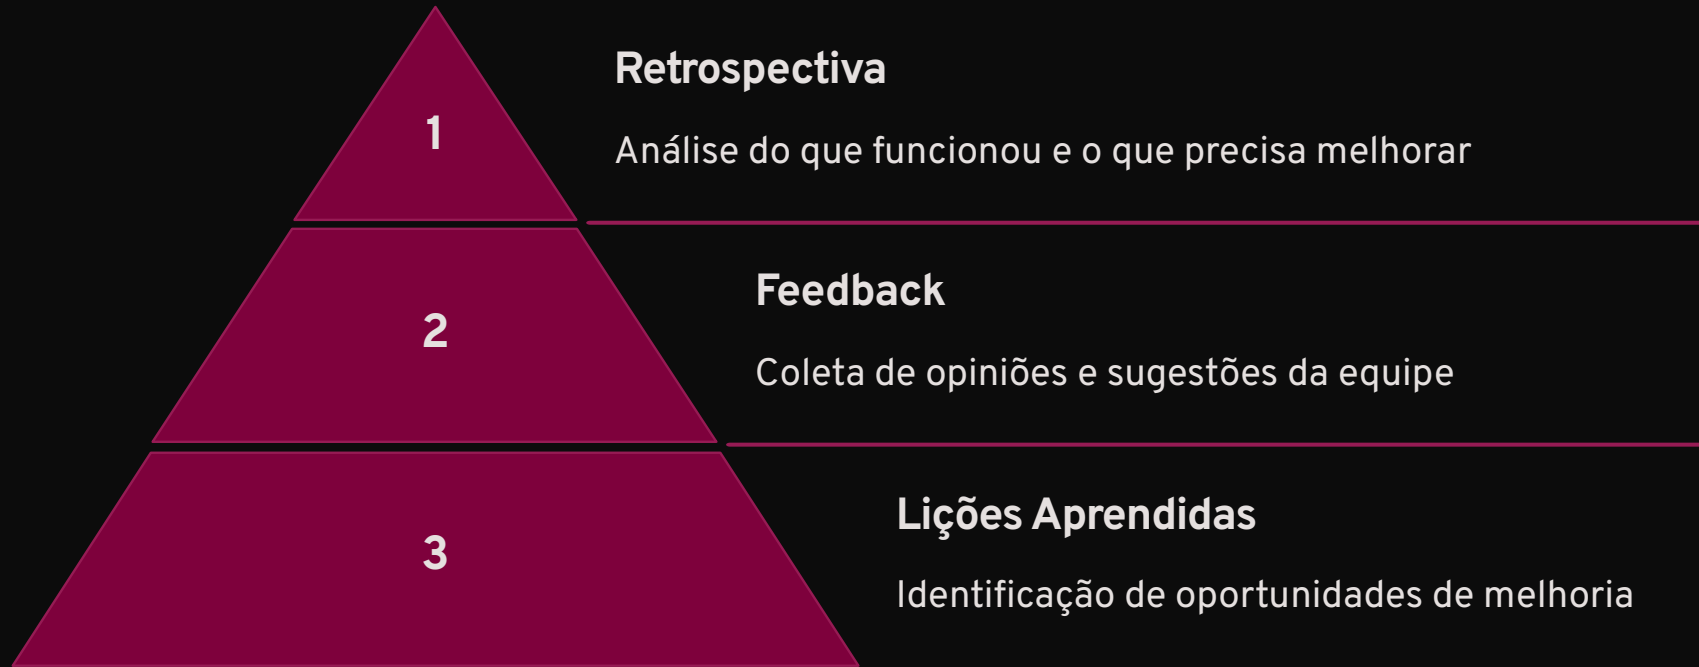 1
Retrospectiva
Análise do que funcionou e o que precisa melhorar
2
Feedback
Coleta de opiniões e sugestões da equipe
3
Lições Aprendidas
Identificação de oportunidades de melhoria